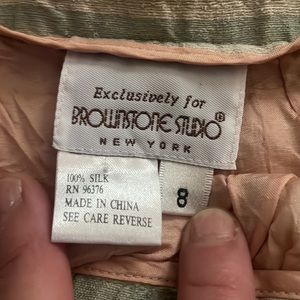 Exclusively for
BROWNSTONE STUDIO®
NEW YORK
100% SILK
RN 96376
MADE IN CHINA
SEE CARE REVERSE
8